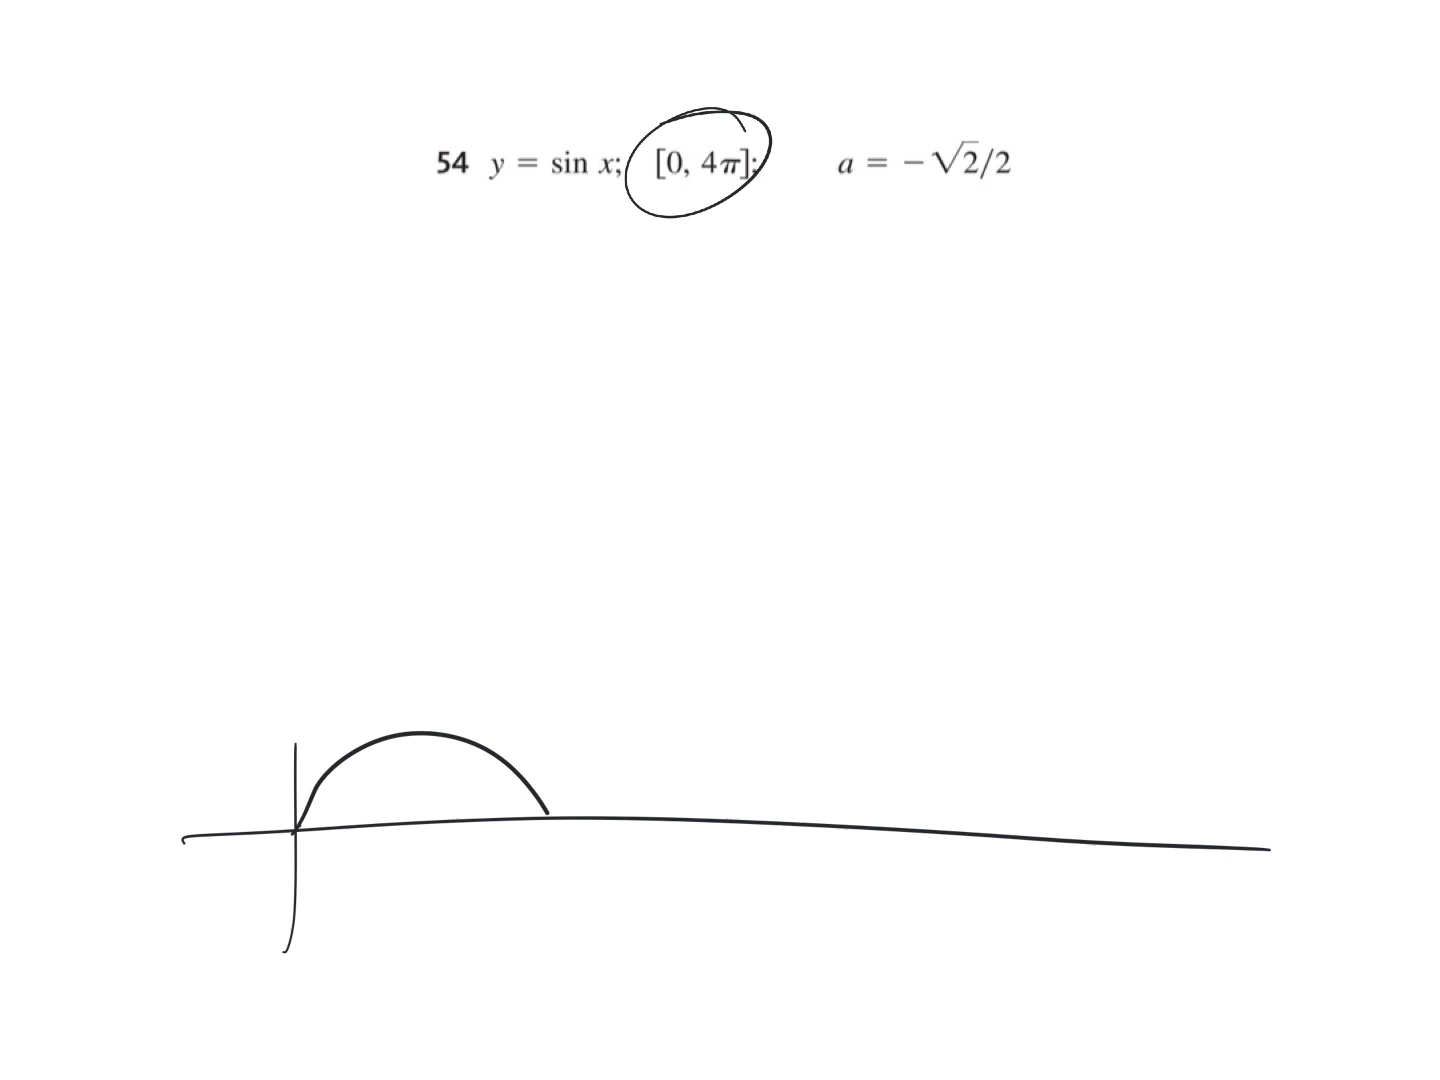 54 y = sin x; [0, 4π]; a = −√2/2